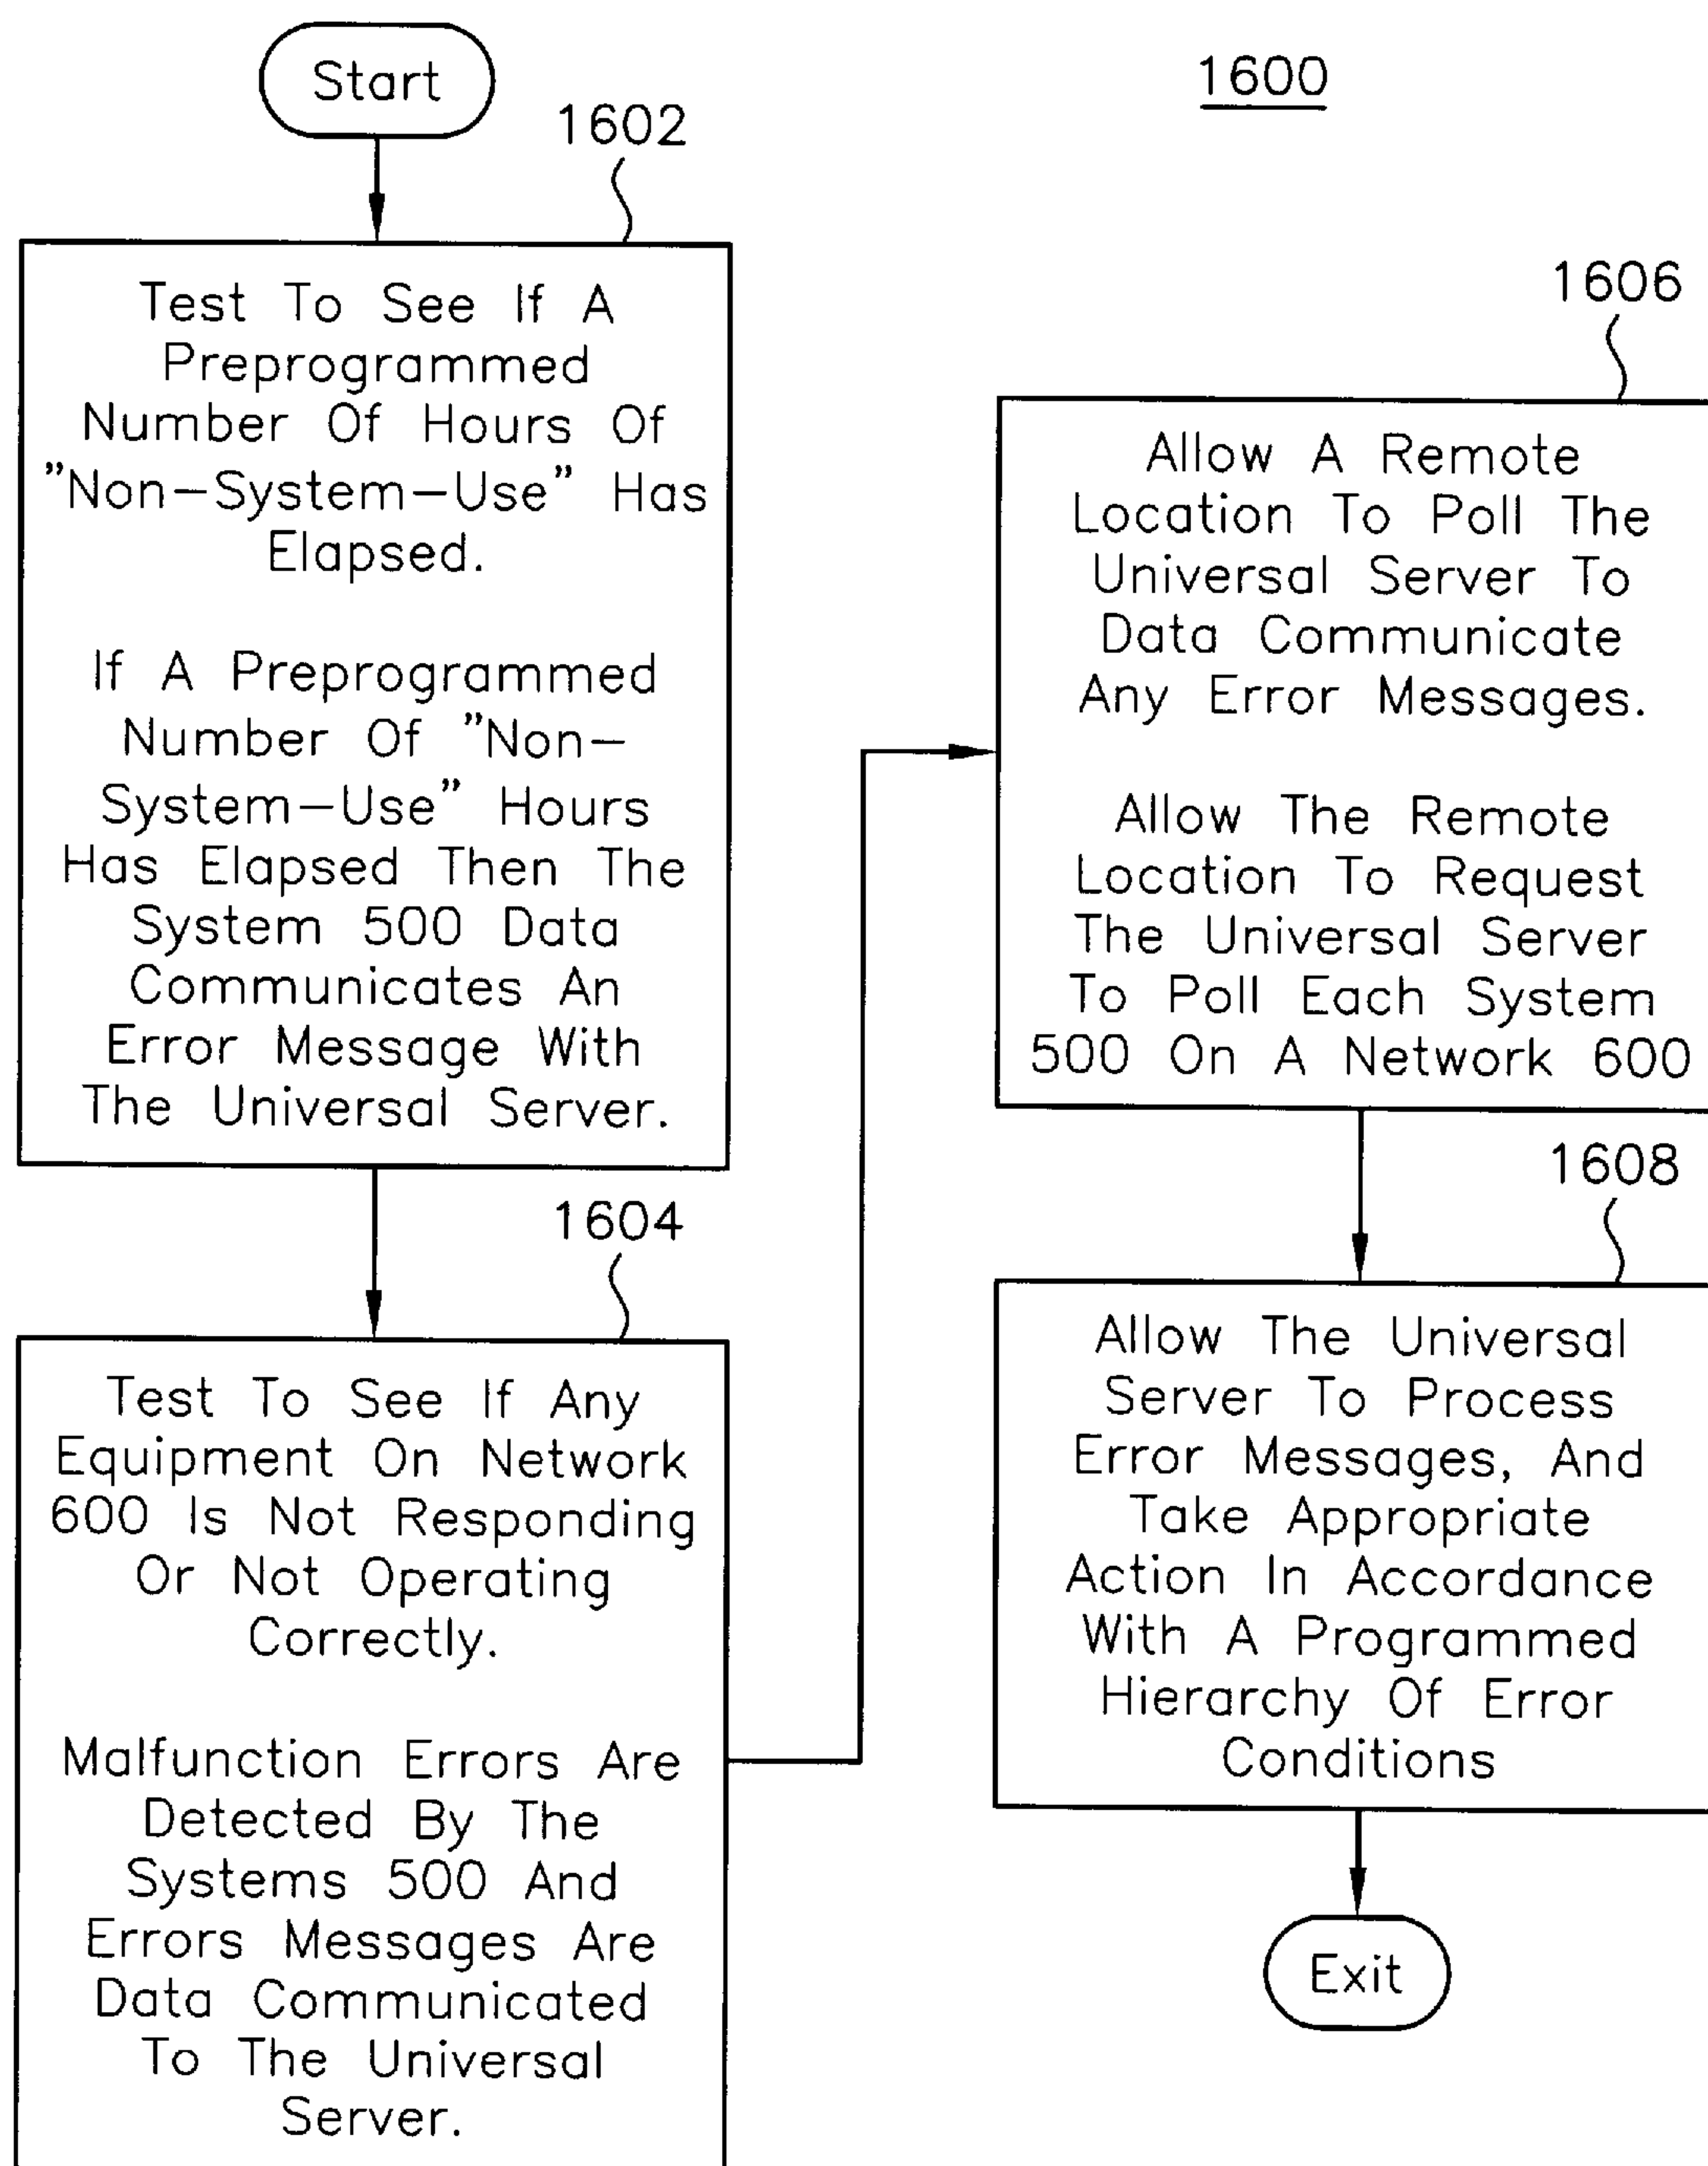 Start
1600
1602
Test To See If A
Preprogrammed
Number Of Hours Of
"Non-System-Use" Has
Elapsed.
If A Preprogrammed
Number Of "Non-
System-Use" Hours
Has Elapsed Then The
System 500 Data
Communicates An
Error Message With
The Universal Server.
1604
Test To See If Any
Equipment On Network
600 Is Not Responding
Or Not Operating
Correctly.
Malfunction Errors Are
Detected By The
Systems 500 And
Errors Messages Are
Data Communicated
To The Universal
Server.
1606
Allow A Remote
Location To Poll The
Universal Server To
Data Communicate
Any Error Messages.
Allow The Remote
Location To Request
The Universal Server
To Poll Each System
500 On A Network 600
1608
Allow The Universal
Server To Process
Error Messages, And
Take Appropriate
Action In Accordance
With A Programmed
Hierarchy Of Error
Conditions
Exit